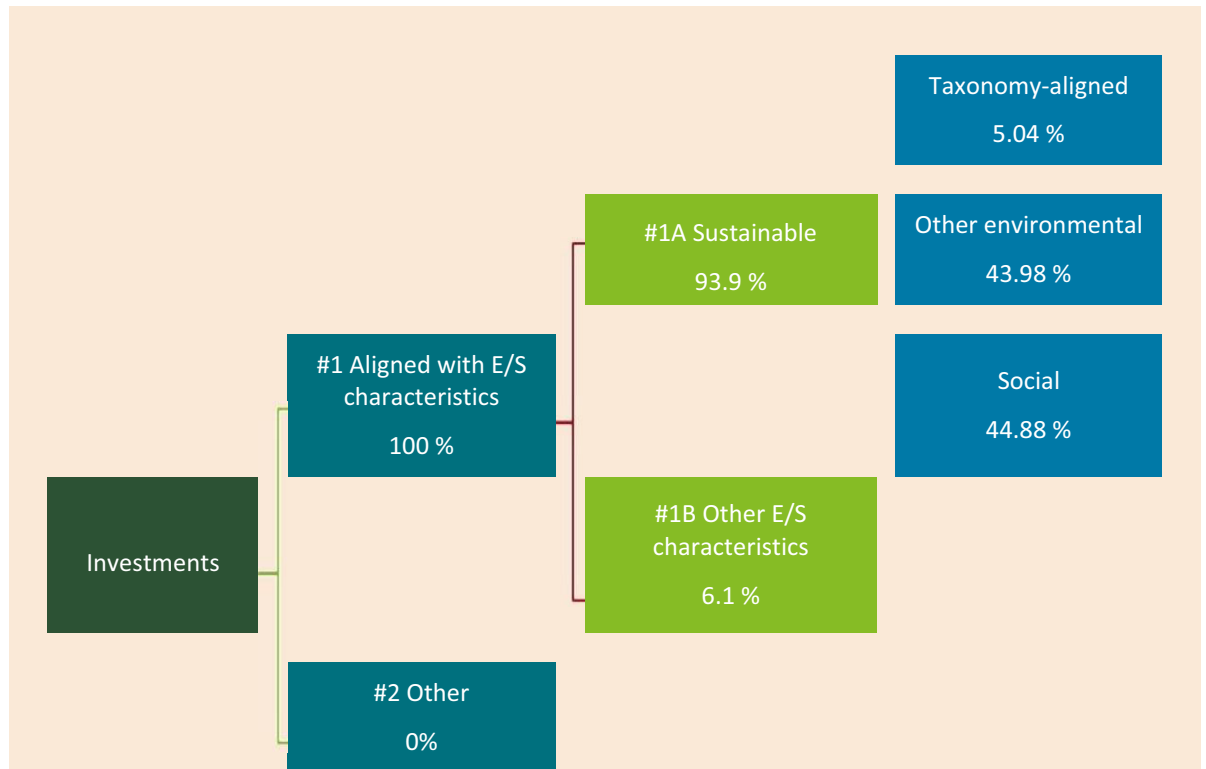 Taxonomy-aligned
5.04 %
#1A Sustainable
93.9 %
Other environmental
43.98 %
#1 Aligned with E/S
characteristics
100 %
Social
44.88 %
Investments
#1B Other E/S
characteristics
6.1 %
#2 Other
0%